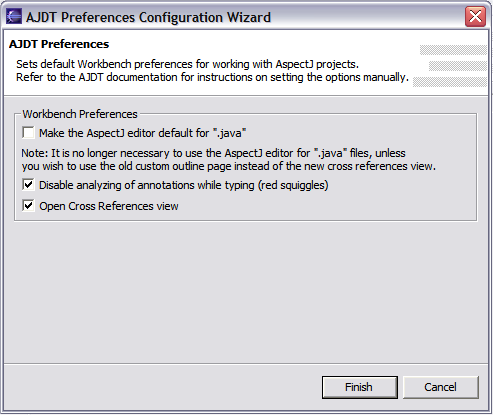 AJDT Preferences Configuration Wizard
AJDT Preferences
Sets default Workbench preferences for working with AspectJ projects.
Refer to the AJDT documentation for instructions on setting the options manually.
Workbench Preferences
Make the AspectJ editor default for ".java"
Note: It is no longer necessary to use the AspectJ editor for ".java" files, unless
you wish to use the old custom outline page instead of the new cross references view.
Disable analyzing of annotations while typing (red squiggles)
Open Cross References view
Finish
Cancel